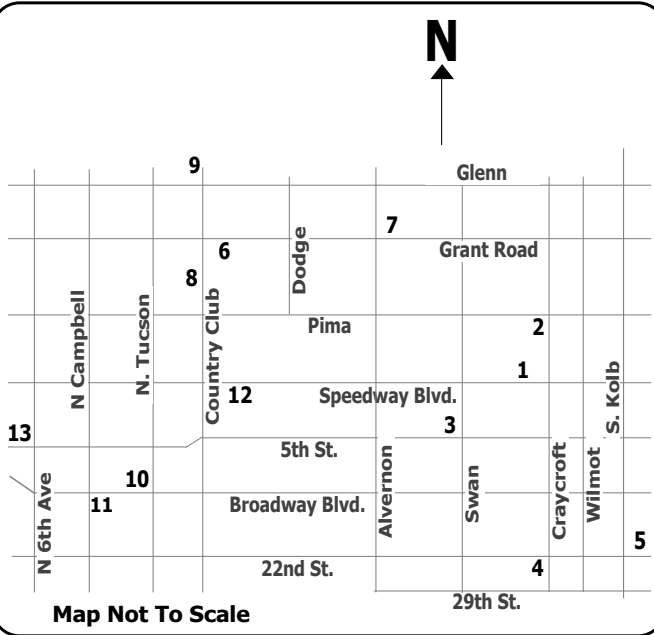 N
9
Glenn
7
6
Grant Road
Dodge
8
N Campbell
N. Tucson
Country Club
Pima
2
1
S. Kolb
12
Speedway Blvd.
13
3
5th St.
10
N 6th Ave
11
Broadway Blvd.
Alvernon
Swan
Craycroft
Wilmot
5
22nd St.
4
29th St.
Map Not To Scale